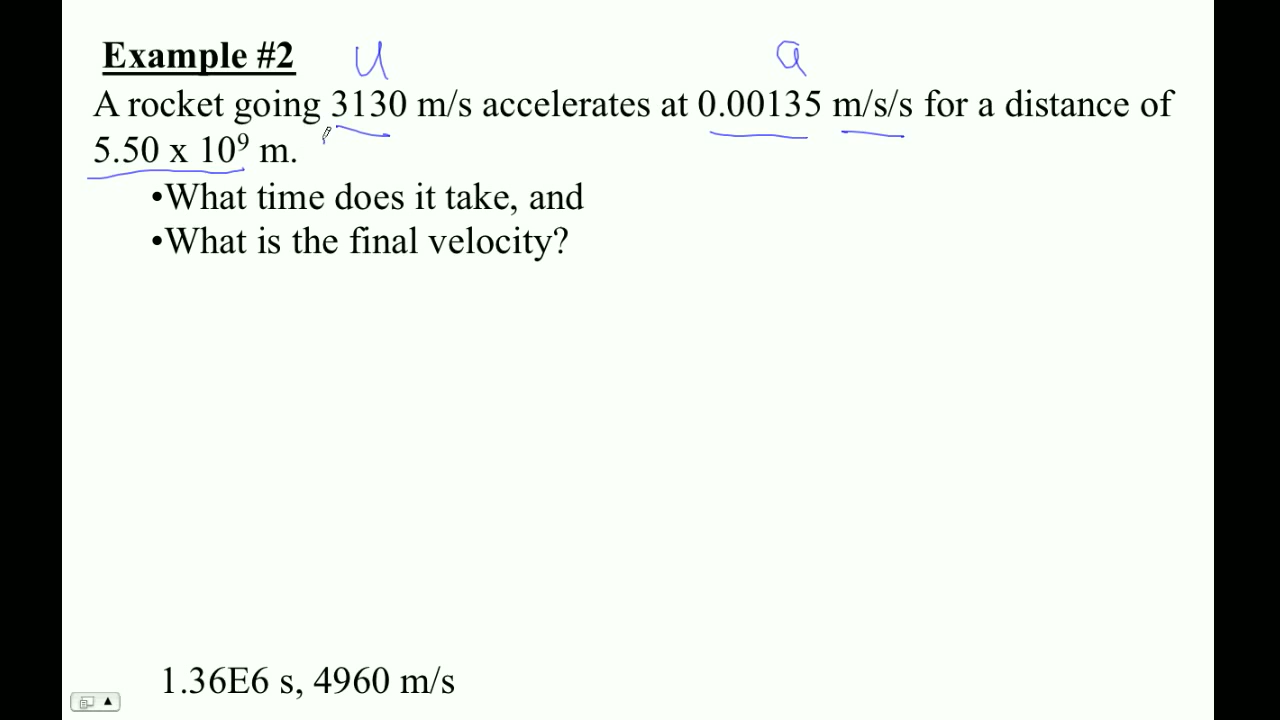 Example #2 u a
A rocket going 3130 m/s accelerates at 0.00135 m/s/s for a distance of
5.50 x 10⁹ m.
•What time does it take, and
•What is the final velocity?
1.36E6 s, 4960 m/s